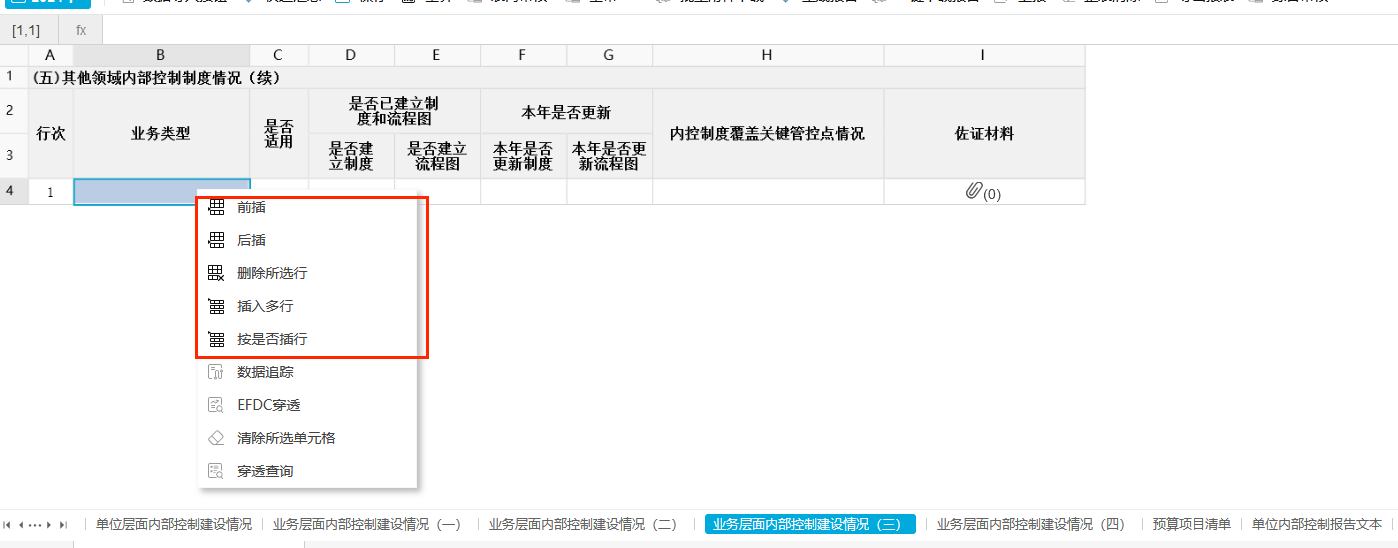 [1,1]
fx
A B C D E F G H I
1 (五)其他领域内部控制制度情况（续）
2
3
行次
业务类型
是否
适用
是否已建立制
度和流程图
本年是否更新
内控制度覆盖关键管控点情况
佐证材料
是否建
立制度
是否建立
流程图
本年是否
更新制度
本年是否更
新流程图
4 1 (0)
前插
后插
删除所选行
插入多行
按是否插行
数据追踪
EFDC穿透
清除所选单元格
穿透查询
单位层面内部控制建设情况 业务层面内部控制建设情况（一） 业务层面内部控制建设情况（二） 业务层面内部控制建设情况（三） 业务层面内部控制建设情况（四） 预算项目清单 单位内部控制报告文本